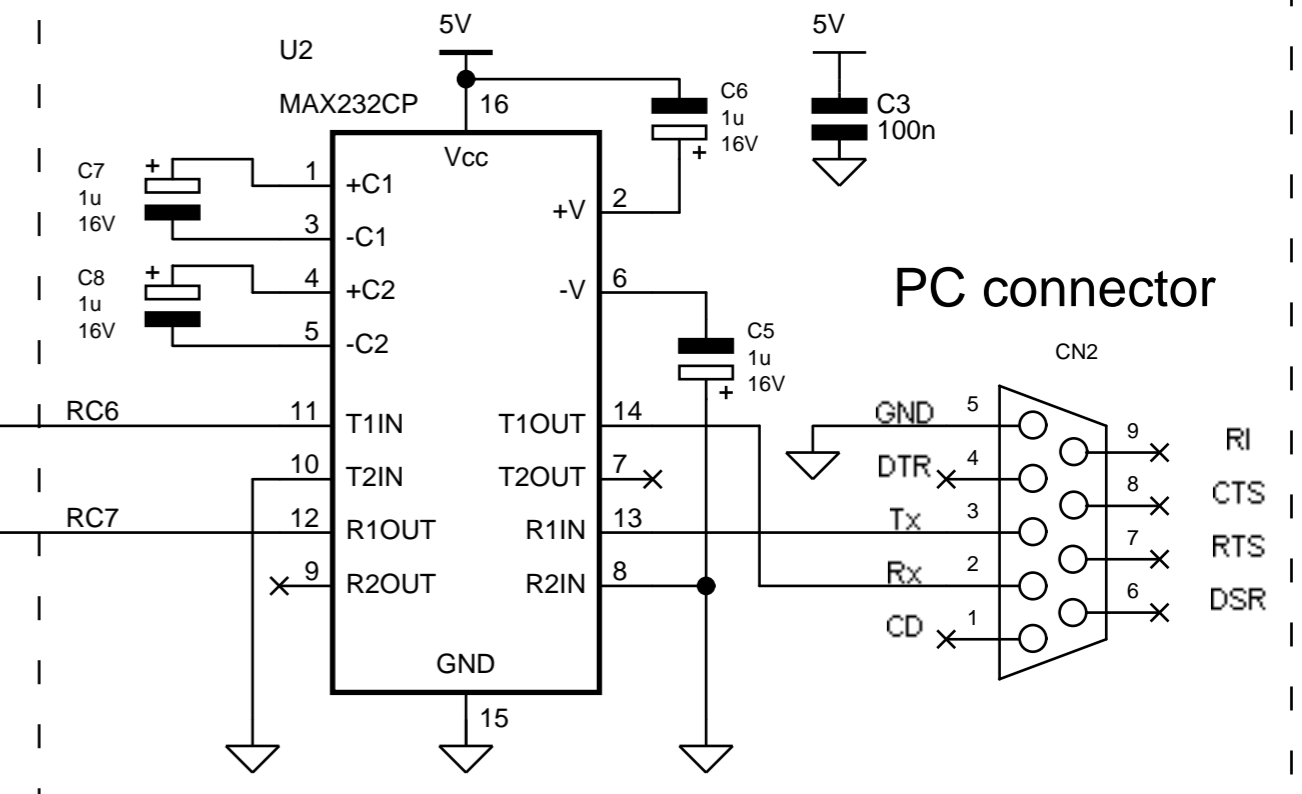 5V
5V
U2
MAX232CP
16
C6
1u
16V
+
C3
100n
Vcc
C7
1u
16V
+
1
+C1
3
-C1
+V
2
C8
1u
16V
+
4
+C2
5
-C2
-V
6
PC connector
C5
1u
16V
+
CN2
RC6
11
T1IN
T1OUT
14
GND
5
9
RI
10
T2IN
T2OUT
7
DTR
4
8
CTS
RC7
12
R1OUT
R1IN
13
Tx
3
7
RTS
9
R2OUT
R2IN
8
Rx
2
6
DSR
CD
1
GND
15